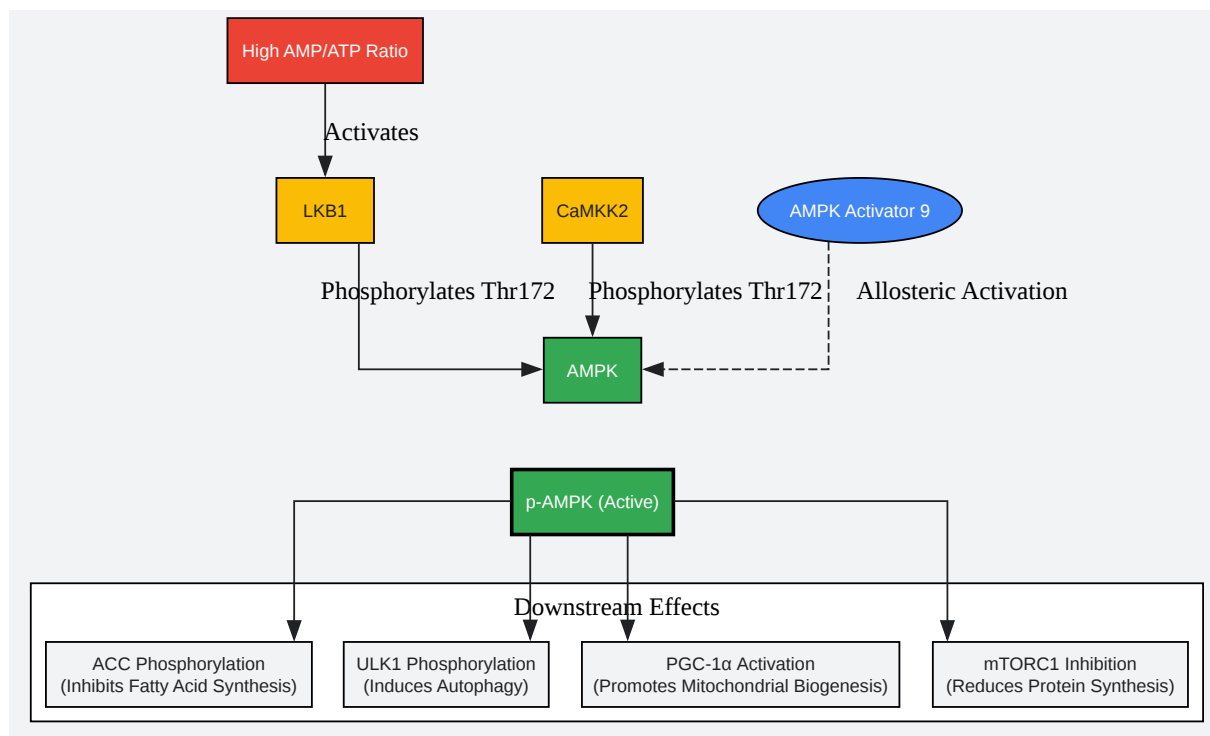 High AMP/ATP Ratio
Activates
LKB1
CaMKK2
AMPK Activator 9
Phosphorylates Thr172
Phosphorylates Thr172
Allosteric Activation
AMPK
p-AMPK (Active)
Downstream Effects
ACC Phosphorylation
(Inhibits Fatty Acid Synthesis)
ULK1 Phosphorylation
(Induces Autophagy)
PGC-1α Activation
(Promotes Mitochondrial Biogenesis)
mTORC1 Inhibition
(Reduces Protein Synthesis)